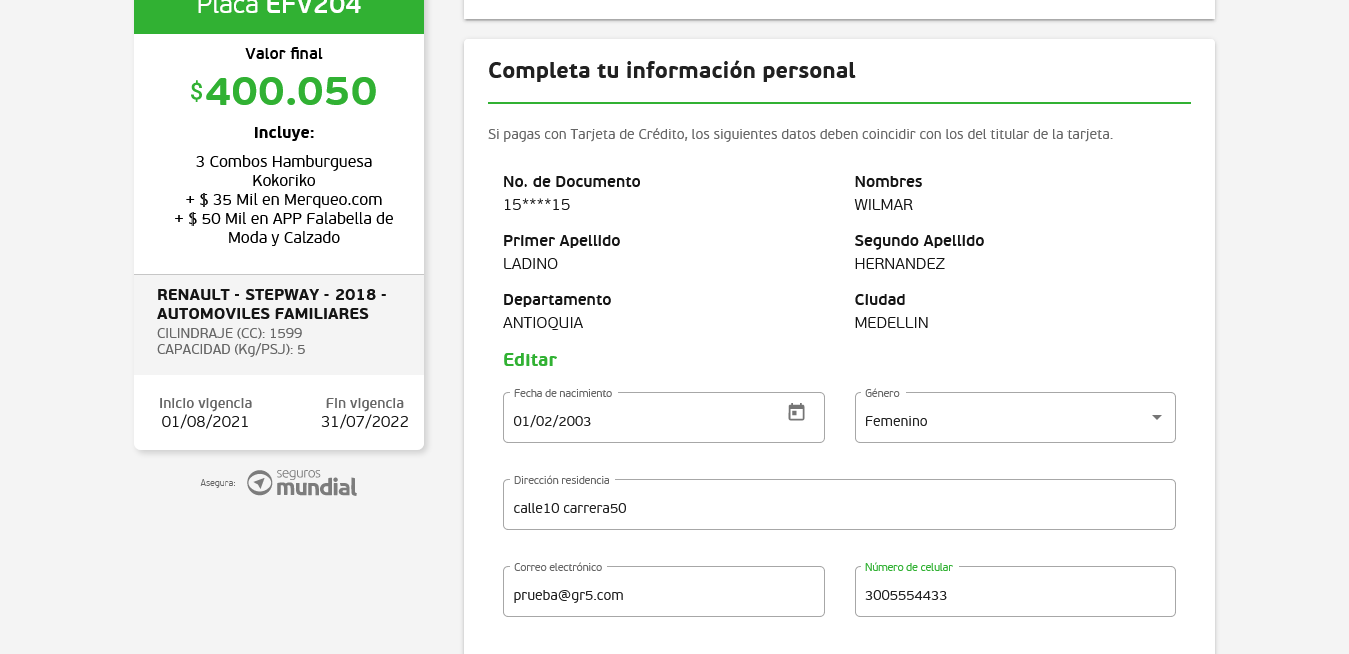 Placa EFV204
Valor final
$400.050
Incluye:
3 Combos Hamburguesa
Kokoriko
+ $ 35 Mil en Merqueo.com
+ $ 50 Mil en APP Falabella de
Moda y Calzado
RENAULT - STEPWAY - 2018 -
AUTOMOVILES FAMILIARES
CILINDRAJE (CC): 1599
CAPACIDAD (Kg/PSJ): 5
Inicio vigencia
01/08/2021
Fin vigencia
31/07/2022
Asegura:
seguros
mundial
Completa tu información personal
Si pagas con Tarjeta de Crédito, los siguientes datos deben coincidir con los del titular de la tarjeta.
No. de Documento
15****15
Nombres
WILMAR
Primer Apellido
LADINO
Segundo Apellido
HERNANDEZ
Departamento
ANTIOQUIA
Ciudad
MEDELLIN
Editar
Fecha de nacimiento
01/02/2003
Género
Femenino
Dirección residencia
calle10 carrera50
Correo electrónico
prueba@gr5.com
Número de celular
3005554433